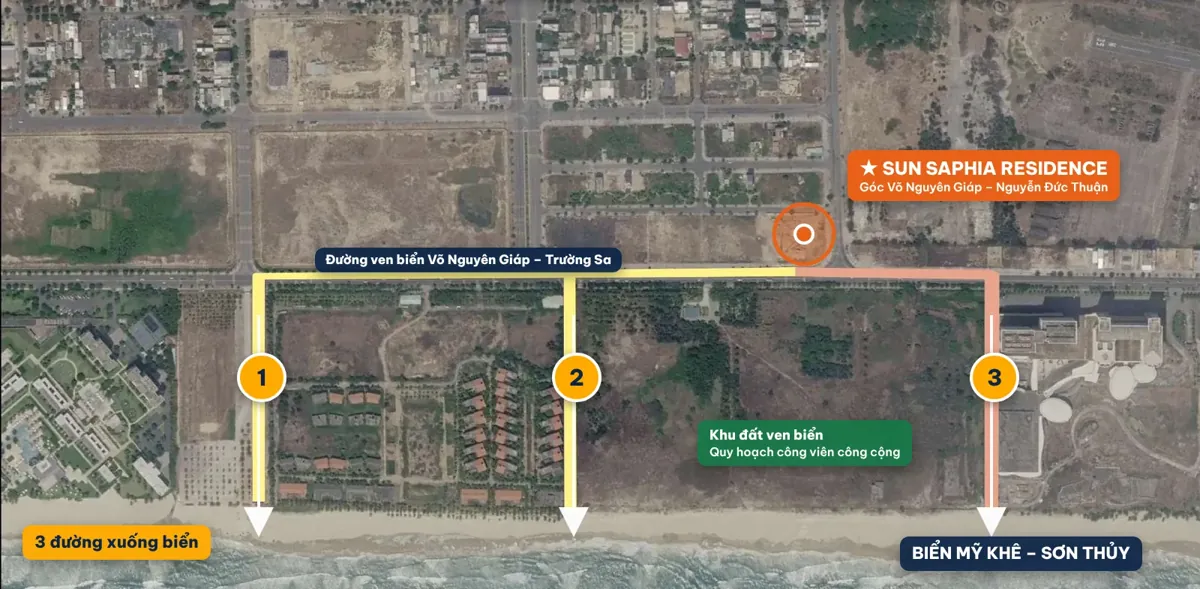 ★ SUN SAPHIA RESIDENCE
Góc Võ Nguyên Giáp – Nguyễn Đức Thuận
Đường ven biển Võ Nguyên Giáp – Trường Sa
1
2
3
Khu đất ven biển
Quy hoạch công viên công cộng
3 đường xuống biển
BIỂN MỸ KHÊ – SƠN THỦY